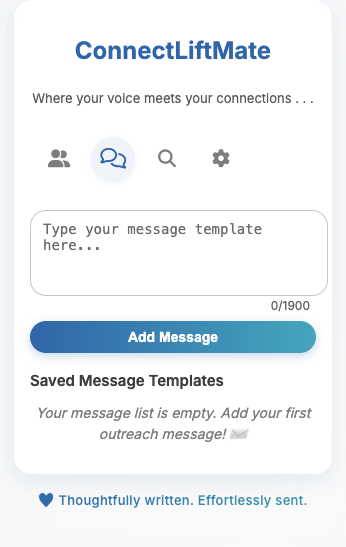 ConnectLiftMate
Where your voice meets your connections . . .
Type your message template
here...
0/1900
Add Message
Saved Message Templates
Your message list is empty. Add your first
outreach message! ✉️
💙 Thoughtfully written. Effortlessly sent.